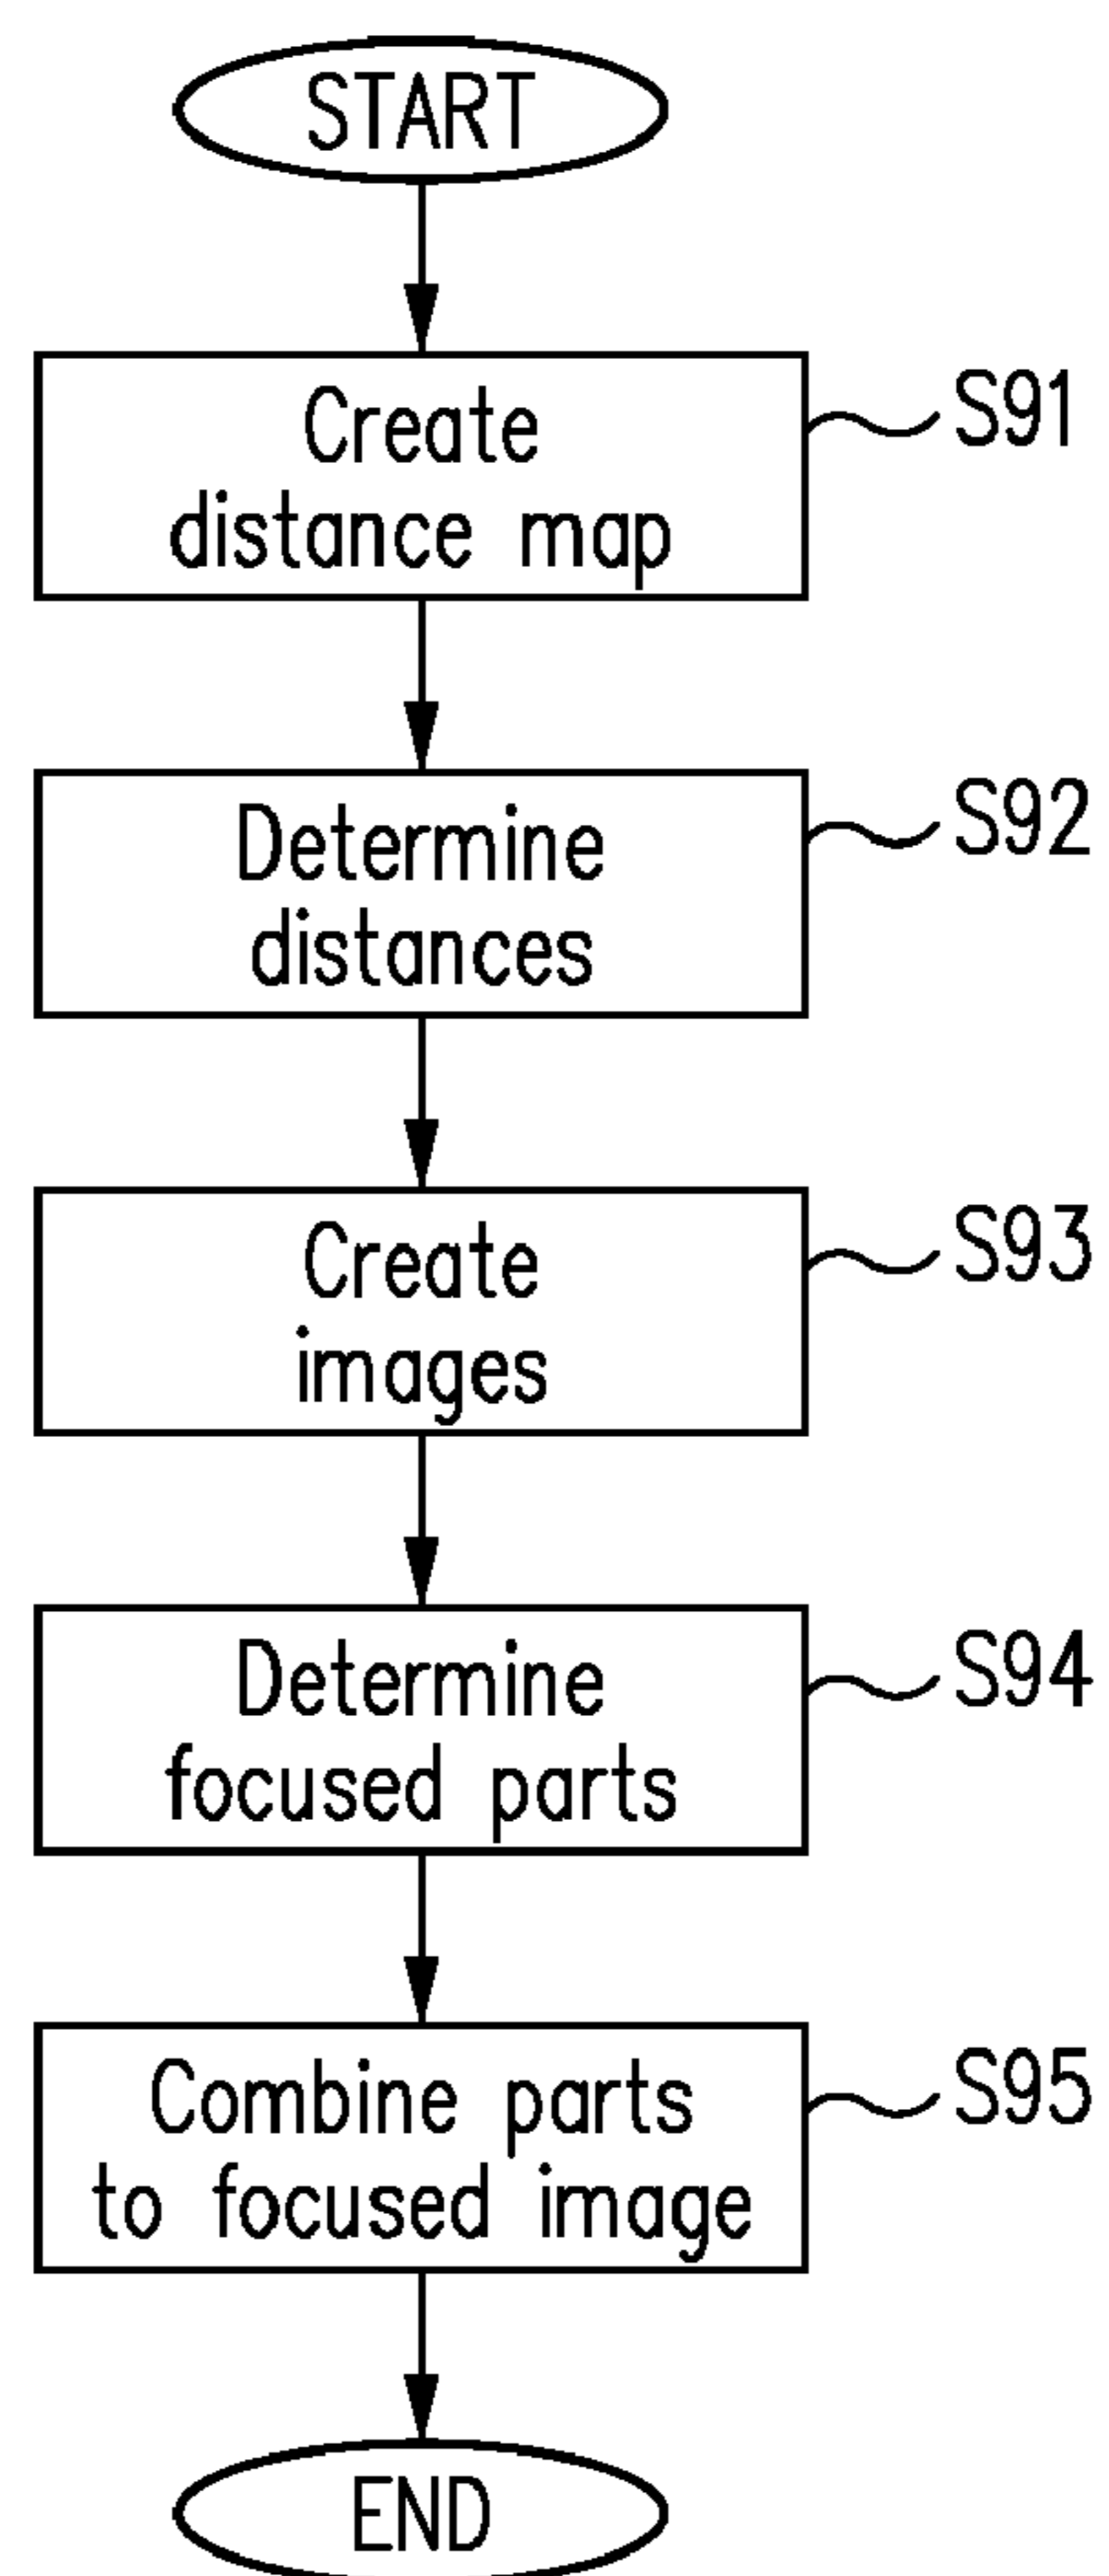 START
Create
distance map
S91
Determine
distances
S92
Create
images
S93
Determine
focused parts
S94
Combine parts
to focused image
S95
END